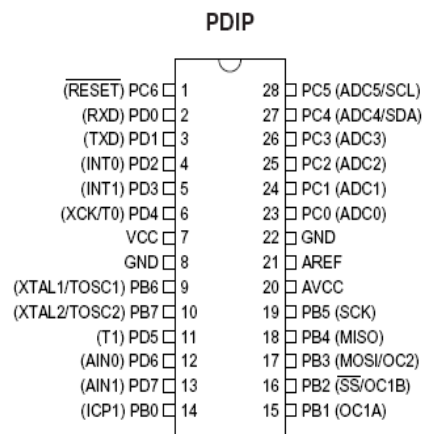 PDIP
(RESET) PC6 1 28 PC5 (ADC5/SCL)
(RXD) PD0 2 27 PC4 (ADC4/SDA)
(TXD) PD1 3 26 PC3 (ADC3)
(INT0) PD2 4 25 PC2 (ADC2)
(INT1) PD3 5 24 PC1 (ADC1)
(XCK/T0) PD4 6 23 PC0 (ADC0)
VCC 7 22 GND
GND 8 21 AREF
(XTAL1/TOSC1) PB6 9 20 AVCC
(XTAL2/TOSC2) PB7 10 19 PB5 (SCK)
(T1) PD5 11 18 PB4 (MISO)
(AIN0) PD6 12 17 PB3 (MOSI/OC2)
(AIN1) PD7 13 16 PB2 (SS/OC1B)
(ICP1) PB0 14 15 PB1 (OC1A)